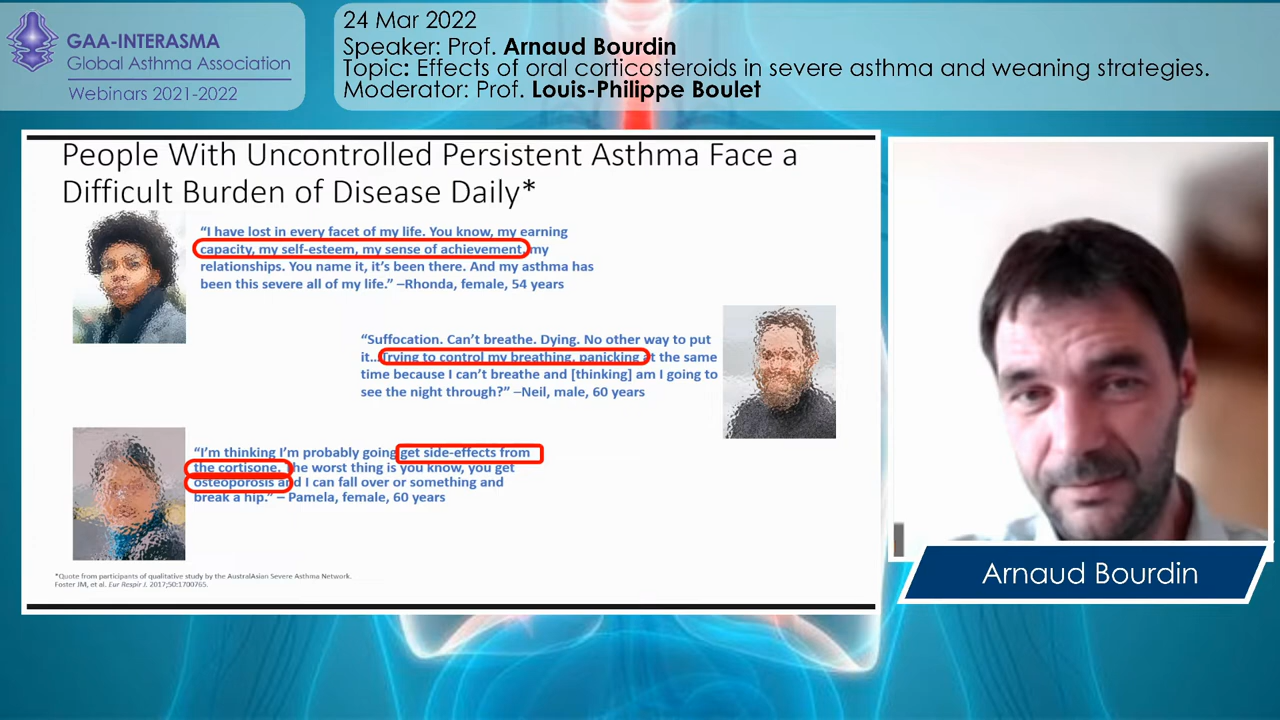 GAA-INTERASMA
Global Asthma Association
Webinars 2021-2022
24 Mar 2022
Speaker: Prof. Arnaud Bourdin
Topic: Effects of oral corticosteroids in severe asthma and weaning strategies.
Moderator: Prof. Louis-Philippe Boulet
People With Uncontrolled Persistent Asthma Face a
Difficult Burden of Disease Daily*
“I have lost in every facet of my life. You know, my earning
capacity, my self-esteem, my sense of achievement, my
relationships. You name it, it’s been there. And my asthma has
been this severe all of my life.” –Rhonda, female, 54 years
“Suffocation. Can’t breathe. Dying. No other way to put
it...Trying to control my breathing, panicking at the same
time because I can’t breathe and [thinking] am I going to
see the night through?” –Neil, male, 60 years
“I’m thinking I’m probably going get side-effects from
the cortisone. The worst thing is you know, you get
osteoporosis and I can fall over or something and
break a hip.” – Pamela, female, 60 years
*Quote from participants of qualitative study by the AustralAsian Severe Asthma Network.
Foster JM, et al. Eur Respir J. 2017;50:1700765.
Arnaud Bourdin